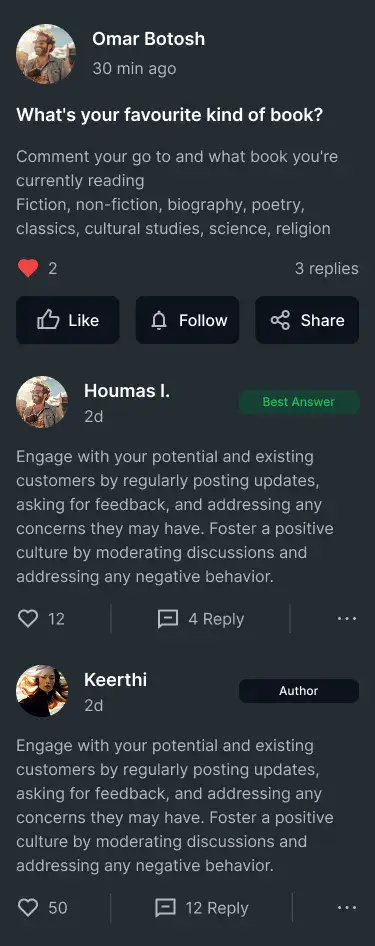 Omar Botosh
30 min ago
What's your favourite kind of book?
Comment your go to and what book you're
currently reading
Fiction, non-fiction, biography, poetry,
classics, cultural studies, science, religion
2
3 replies
Like
Follow
Share
Houmas I.
2d
Best Answer
Engage with your potential and existing
customers by regularly posting updates,
asking for feedback, and addressing any
concerns they may have. Foster a positive
culture by moderating discussions and
addressing any negative behavior.
12
4 Reply
Keerthi
2d
Author
Engage with your potential and existing
customers by regularly posting updates,
asking for feedback, and addressing any
concerns they may have. Foster a positive
culture by moderating discussions and
addressing any negative behavior.
50
12 Reply